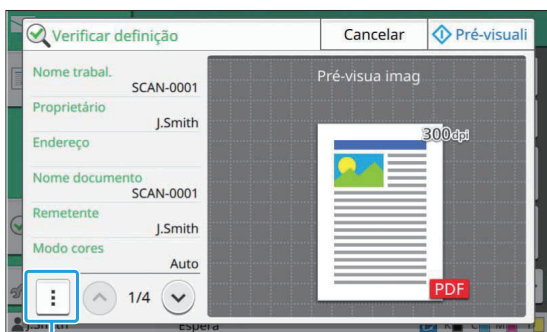 Verificar definição
Cancelar
Pré-visuali
Nome trabal.
SCAN-0001
Proprietário
J.Smith
Endereço
Nome documento
SCAN-0001
Remetente
J.Smith
Modo cores
Auto
1/4
Pré-visua imag
300dpi
PDF
J.Smith
Espera
K C M Y